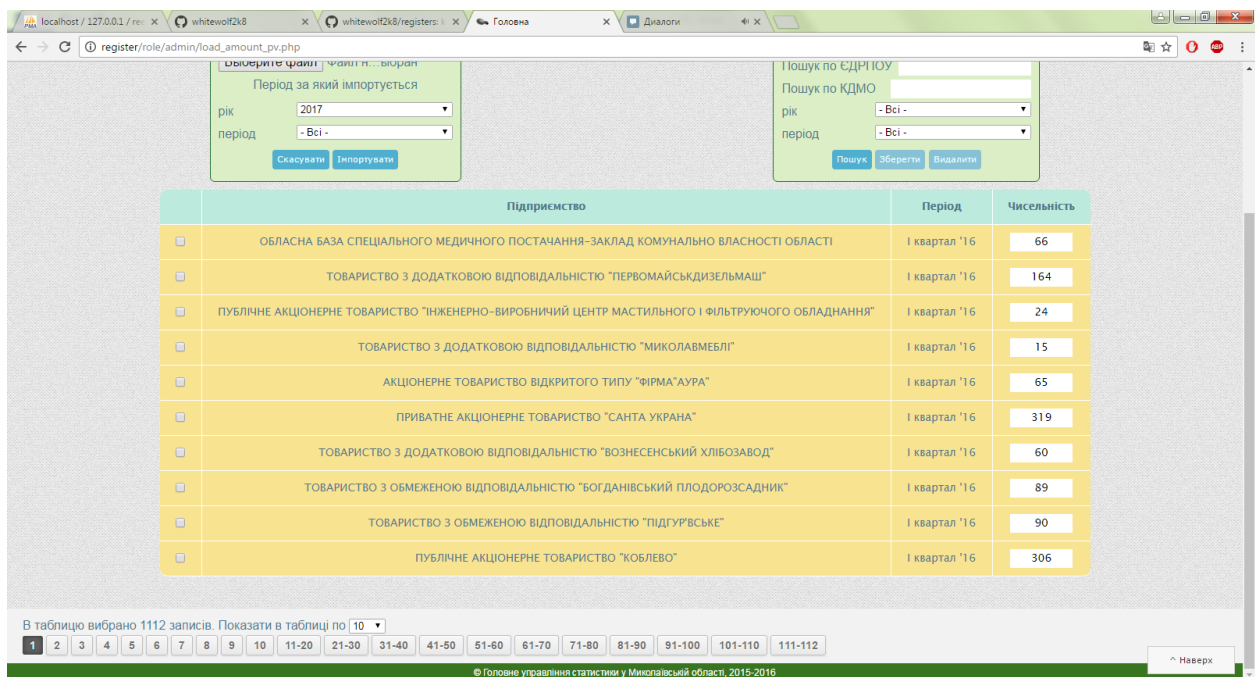 localhost / 127.0.0.1 / ree
whitewolf2k8
whitewolf2k8/registers: k
Головна
Диалоги
register/role/admin/load_amount_pv.php
Выберите файл Файл н...выбран
Період за який імпортується
рік 2017
період - Всі -
Скасувати Імпортувати
Пошук по ЄДРПОУ
Пошук по КДМО
рік - Всі -
період - Всі -
Пошук Зберегти Видалити
Підприємство Період Чисельність
ОБЛАСНА БАЗА СПЕЦІАЛЬНОГО МЕДИЧНОГО ПОСТАЧАННЯ-ЗАКЛАД КОМУНАЛЬНО ВЛАСНОСТІ ОБЛАСТІ І квартал '16 66
ТОВАРИСТВО З ДОДАТКОВОЮ ВІДПОВІДАЛЬНІСТЮ "ПЕРВОМАЙСЬКДИЗЕЛЬМАШ" І квартал '16 164
ПУБЛІЧНЕ АКЦІОНЕРНЕ ТОВАРИСТВО "ІНЖЕНЕРНО-ВИРОБНИЧИЙ ЦЕНТР МАСТИЛЬНОГО І ФІЛЬТРУЮЧОГО ОБЛАДНАННЯ" І квартал '16 24
ТОВАРИСТВО З ДОДАТКОВОЮ ВІДПОВІДАЛЬНІСТЮ "МИКОЛАВМЕБЛІ" І квартал '16 15
АКЦІОНЕРНЕ ТОВАРИСТВО ВІДКРИТОГО ТИПУ "ФІРМА"АУРА" І квартал '16 65
ПРИВАТНЕ АКЦІОНЕРНЕ ТОВАРИСТВО "САНТА УКРАНА" І квартал '16 319
ТОВАРИСТВО З ДОДАТКОВОЮ ВІДПОВІДАЛЬНІСТЮ "ВОЗНЕСЕНСЬКИЙ ХЛІБОЗАВОД" І квартал '16 60
ТОВАРИСТВО З ОБМЕЖЕНОЮ ВІДПОВІДАЛЬНІСТЮ "БОГДАНІВСЬКИЙ ПЛОДОРОЗСАДНИК" І квартал '16 89
ТОВАРИСТВО З ОБМЕЖЕНОЮ ВІДПОВІДАЛЬНІСТЮ "ПІДГУР'ВСЬКЕ" І квартал '16 90
ПУБЛІЧНЕ АКЦІОНЕРНЕ ТОВАРИСТВО "КОБЛЕВО" І квартал '16 306
В таблицю вибрано 1112 записів. Показати в таблиці по 10
1 2 3 4 5 6 7 8 9 10 11-20 21-30 31-40 41-50 51-60 61-70 71-80 81-90 91-100 101-110 111-112
^ Наверх
© Головне управління статистики у Миколаївській області, 2015-2016